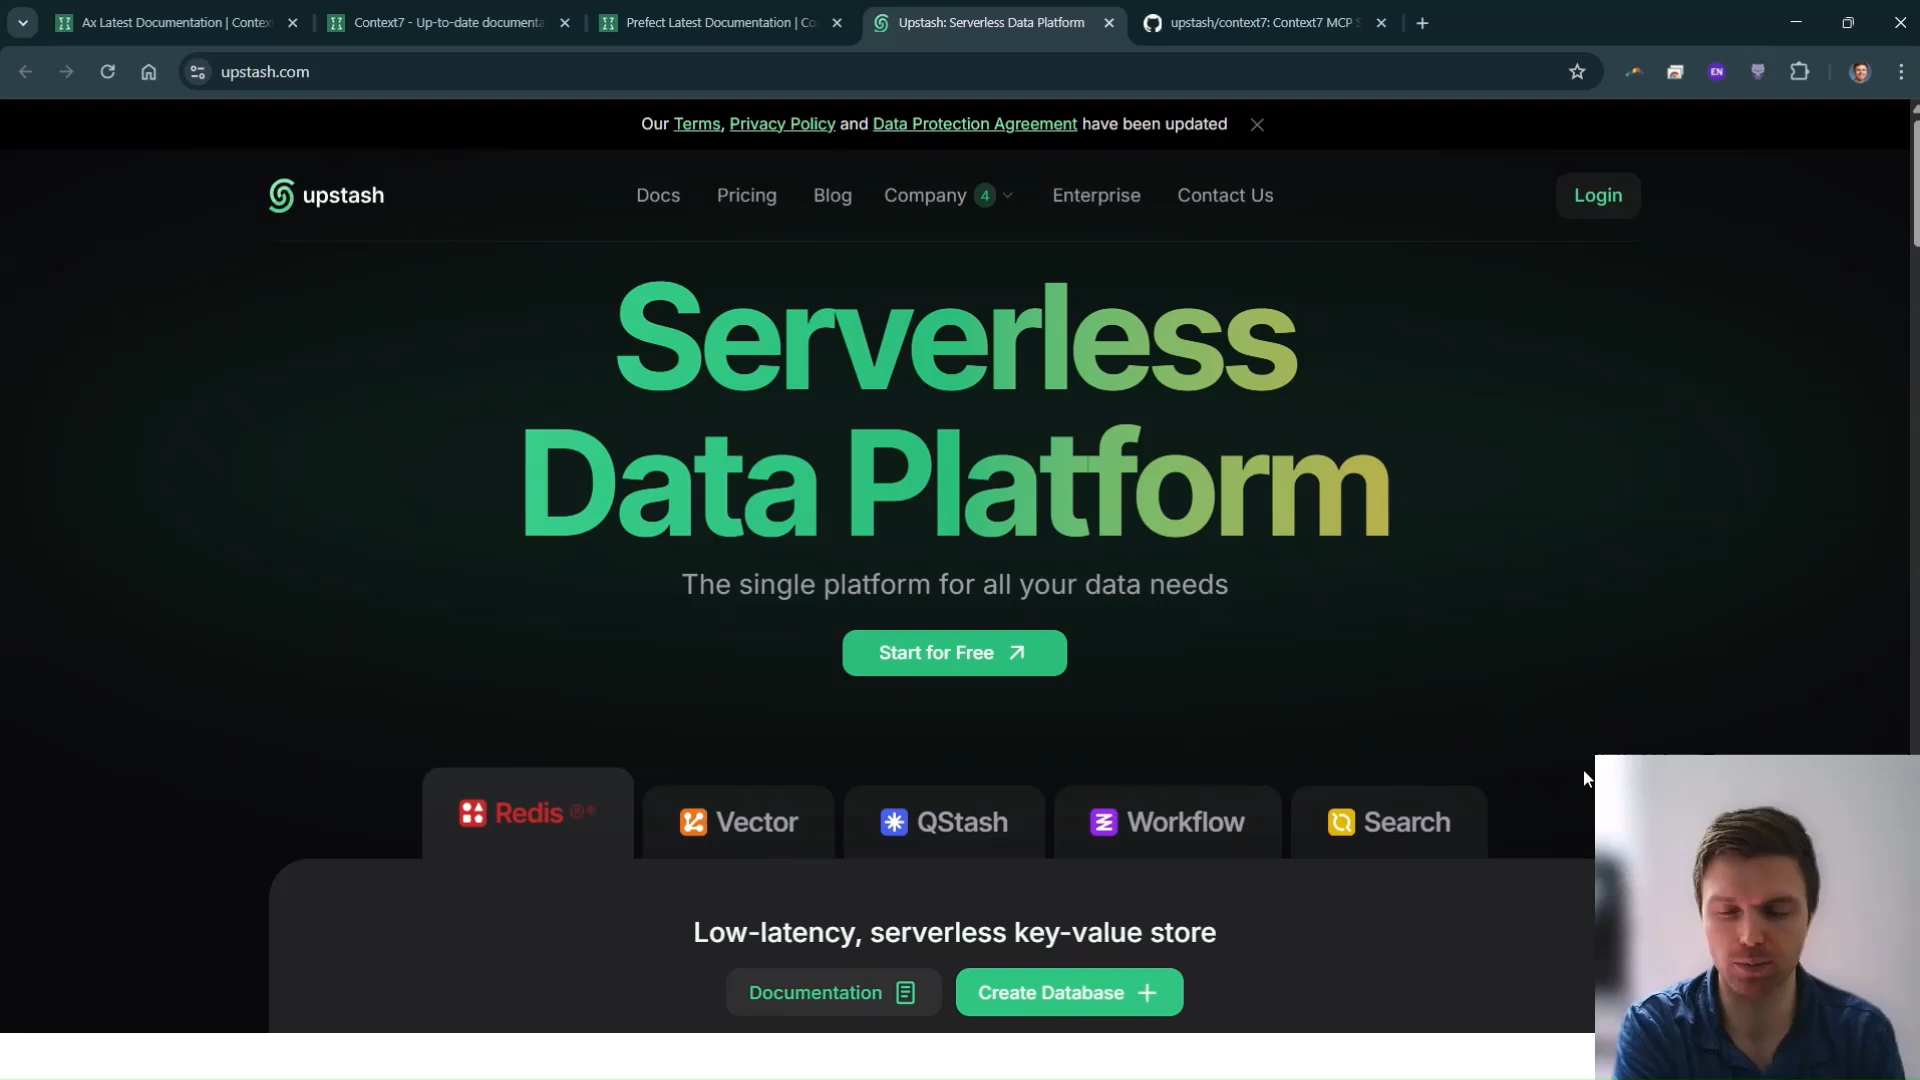 Ax Latest Documentation | Contex
Context7 - Up-to-date documenta
Prefect Latest Documentation | Co
Upstash: Serverless Data Platform
upstash/context7: Context7 MCP S
upstash.com
EN
Our Terms, Privacy Policy and Data Protection Agreement have been updated
upstash
Docs
Pricing
Blog
Company 4
Enterprise
Contact Us
Login
Serverless
Data Platform
The single platform for all your data needs
Start for Free
Redis ®*
Vector
QStash
Workflow
Search
Low-latency, serverless key-value store
Documentation
Create Database